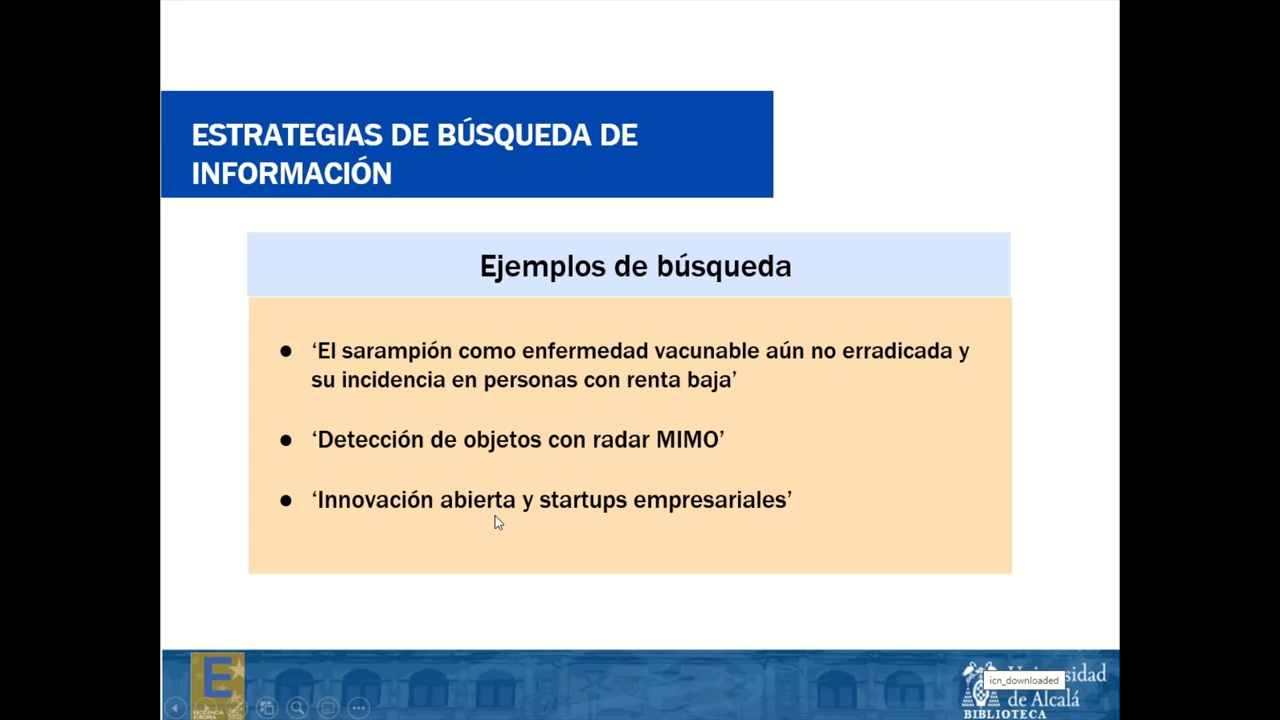 ESTRATEGIAS DE BÚSQUEDA DE
INFORMACIÓN
Ejemplos de búsqueda
● ‘El sarampión como enfermedad vacunable aún no erradicada y
su incidencia en personas con renta baja’
● ‘Detección de objetos con radar MIMO’
● ‘Innovación abierta y startups empresariales’
E
icn_downloaded
de Alcalá
BIBLIOTECA